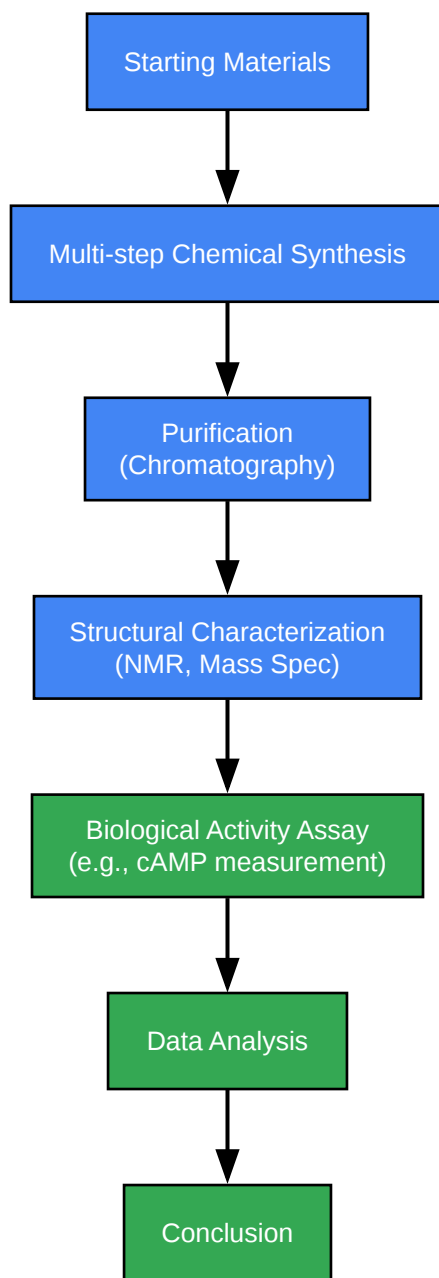 Starting Materials
Multi-step Chemical Synthesis
Purification
(Chromatography)
Structural Characterization
(NMR, Mass Spec)
Biological Activity Assay
(e.g., cAMP measurement)
Data Analysis
Conclusion